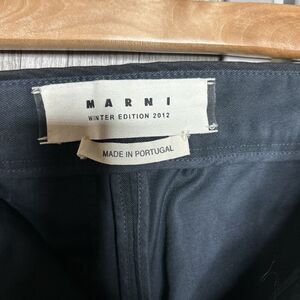 MARNI
WINTER EDITION 2012
MADE IN PORTUGAL